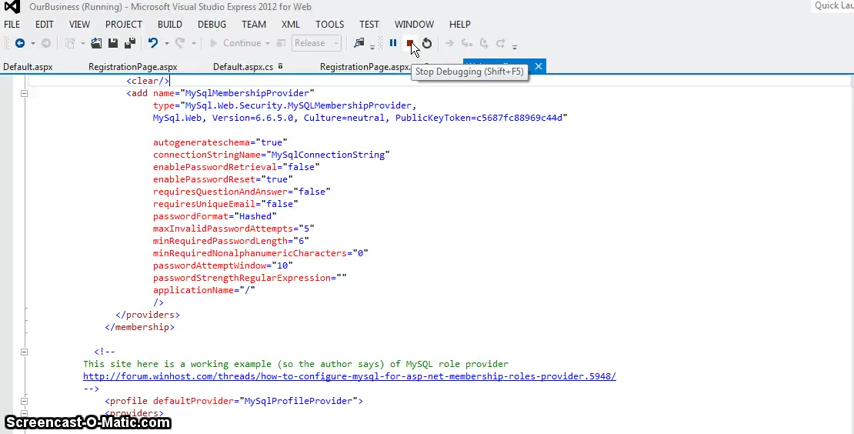 OurBusiness (Running) - Microsoft Visual Studio Express 2012 for Web
Quick Lau
FILE EDIT VIEW PROJECT BUILD DEBUG TEAM XML TOOLS TEST WINDOW HELP
Continue Release
Default.aspx RegistrationPage.aspx Default.aspx.cs RegistrationPage.aspx
Stop Debugging (Shift+F5)
<clear/>
<add name="MySqlMembershipProvider"
type="MySql.Web.Security.MySQLMembershipProvider,
MySql.Web, Version=6.6.5.0, Culture=neutral, PublicKeyToken=c5687fc88969c44d"
autogenerateschema="true"
connectionStringName="MySqlConnectionString"
enablePasswordRetrieval="false"
enablePasswordReset="true"
requiresQuestionAndAnswer="false"
requiresUniqueEmail="false"
passwordFormat="Hashed"
maxInvalidPasswordAttempts="5"
minRequiredPasswordLength="6"
minRequiredNonalphanumericCharacters="0"
passwordAttemptWindow="10"
passwordStrengthRegularExpression=""
applicationName="/"
/>
</providers>
</membership>
<!--
This site here is a working example (so the author says) of MySQL role provider
http://forum.winhost.com/threads/how-to-configure-mysql-for-asp-net-membership-roles-provider.5948/
-->
<profile defaultProvider="MySqlProfileProvider">
<providers>
Screencast-O-Matic.com